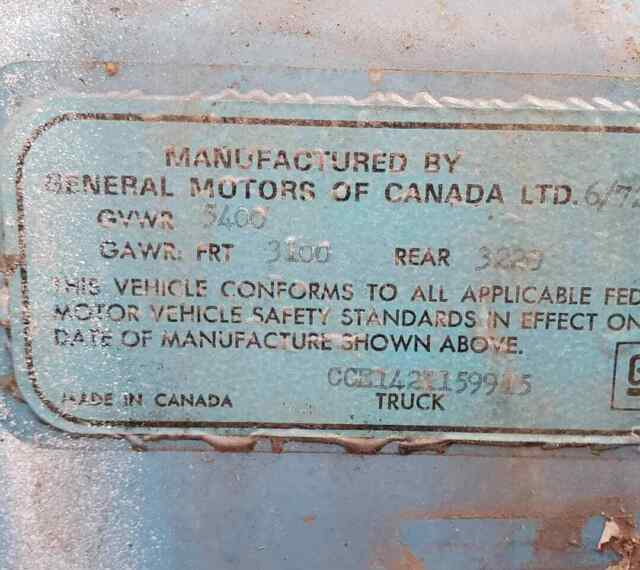 MANUFACTURED BY
GENERAL MOTORS OF CANADA LTD. 6/7
GVWR 5400
GAWR: FRT 3100 REAR 3220
THIS VEHICLE CONFORMS TO ALL APPLICABLE FED
MOTOR VEHICLE SAFETY STANDARDS IN EFFECT ON
DATE OF MANUFACTURE SHOWN ABOVE.
MADE IN CANADA TRUCK